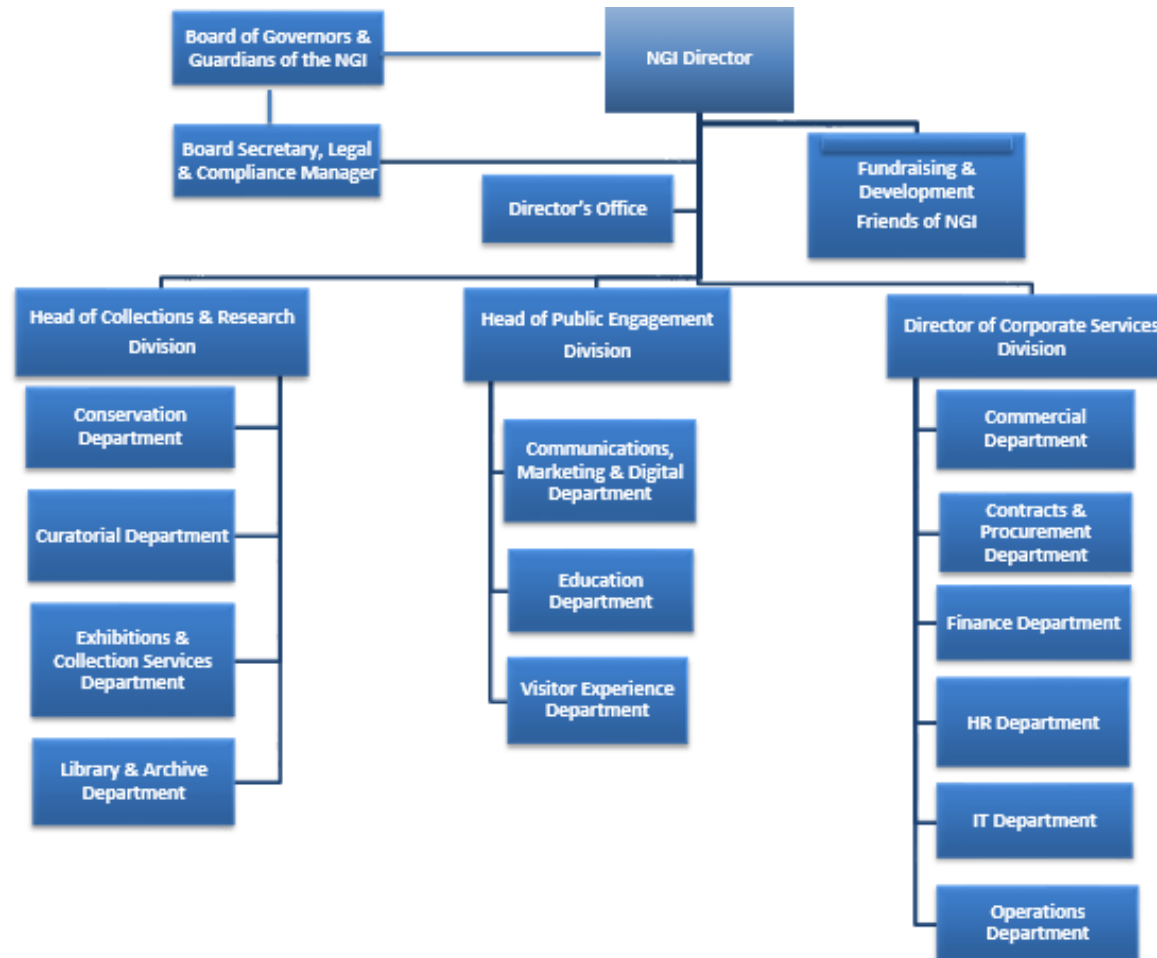 Board of Governors &
Guardians of the NGI
NGI Director
Board Secretary, Legal
& Compliance Manager
Fundraising &
Development
Friends of NGI
Director's Office
Head of Collections & Research
Division
Head of Public Engagement
Division
Director of Corporate Services
Division
Conservation
Department
Curatorial Department
Exhibitions &
Collection Services
Department
Library & Archive
Department
Communications,
Marketing & Digital
Department
Education
Department
Visitor Experience
Department
Commercial
Department
Contracts &
Procurement
Department
Finance Department
HR Department
IT Department
Operations
Department